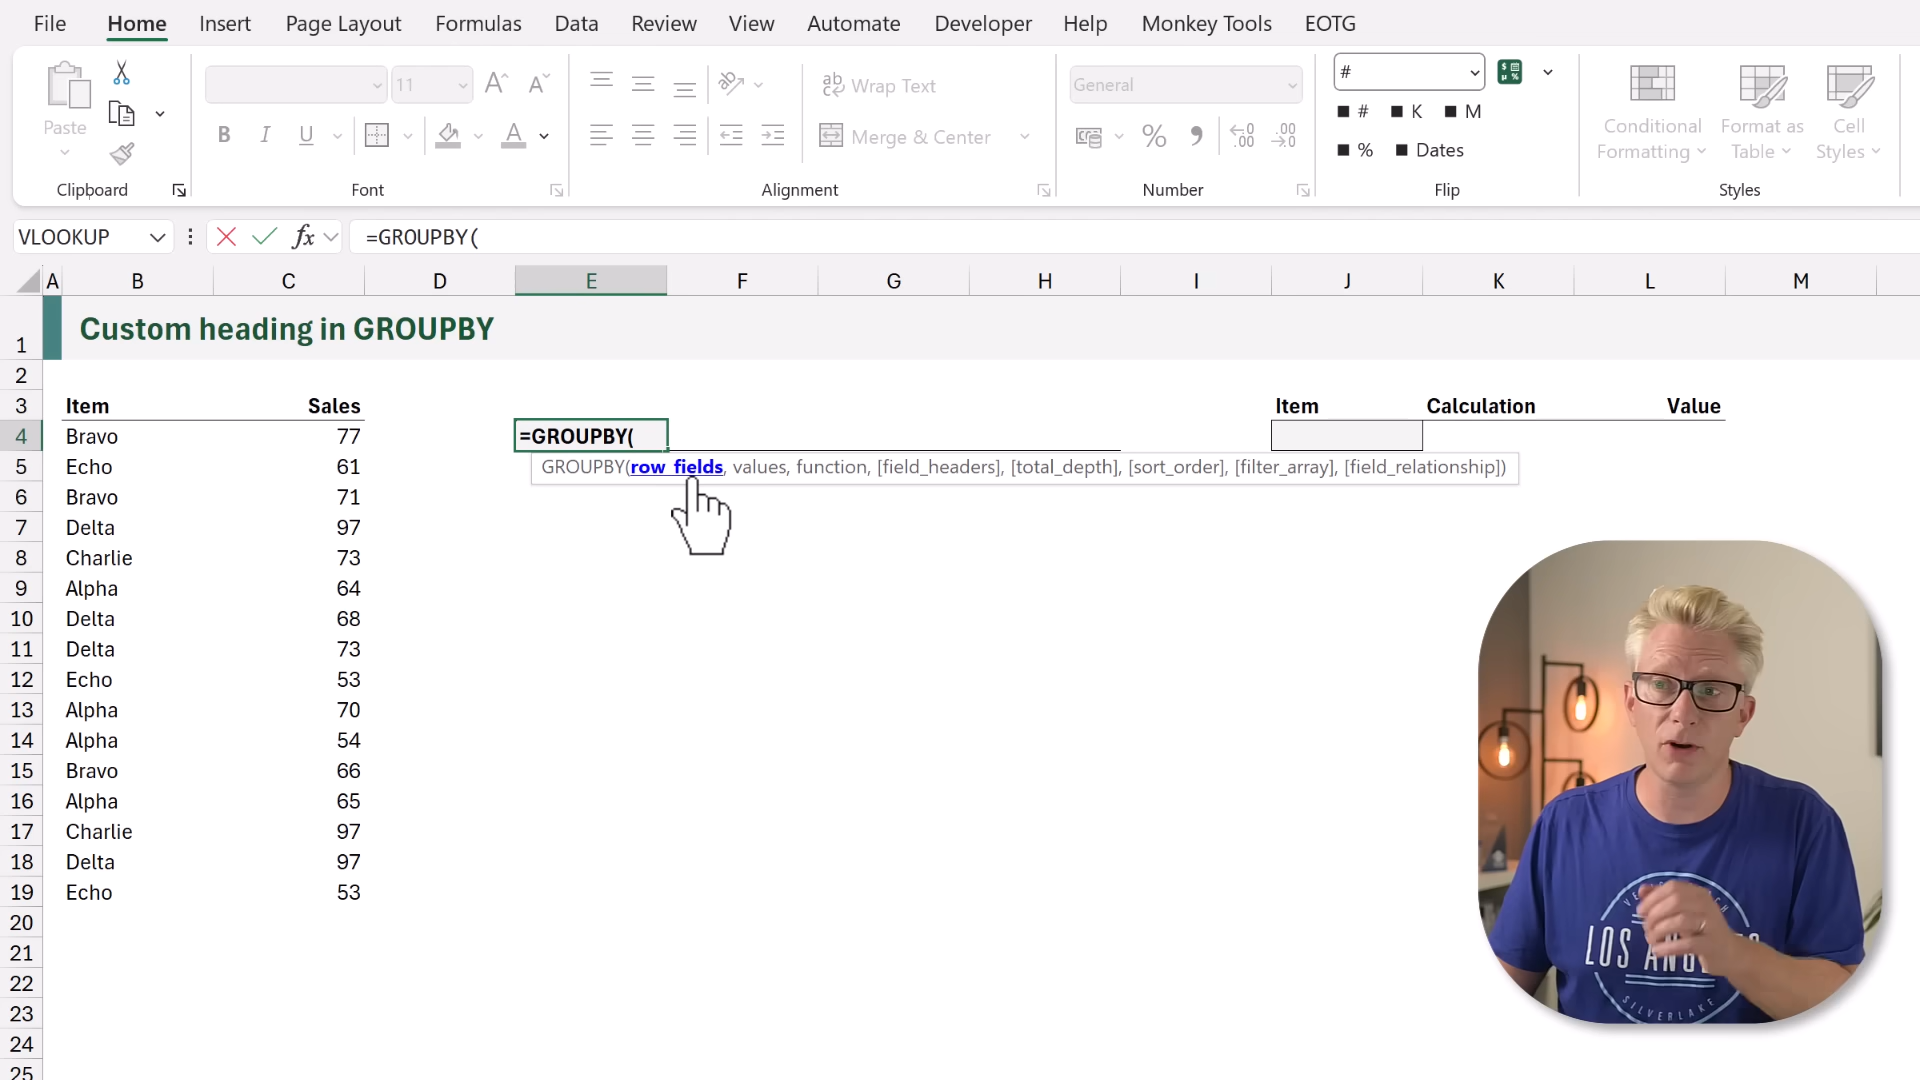 File Home Insert Page Layout Formulas Data Review View Automate Developer Help Monkey Tools EOTG
11 Wrap Text General #
Paste # K M Conditional Format as Cell
B I U Merge & Center % Formatting Table Styles
% Dates
Clipboard Font Alignment Number Flip Styles
VLOOKUP fx =GROUPBY(
A B C D E F G H I J K L M
1 Custom heading in GROUPBY
2
3 Item Sales Item Calculation Value
4 Bravo 77 =GROUPBY(
5 Echo 61 GROUPBY(row_fields, values, function, [field_headers], [total_depth], [sort_order], [filter_array], [field_relationship])
6 Bravo 71
7 Delta 97
8 Charlie 73
9 Alpha 64
10 Delta 68
11 Delta 73
12 Echo 53
13 Alpha 70
14 Alpha 54
15 Bravo 66
16 Alpha 65
17 Charlie 97
18 Delta 97
19 Echo 53
20
21
22
23
24
25
LOS
SILVERLAKE